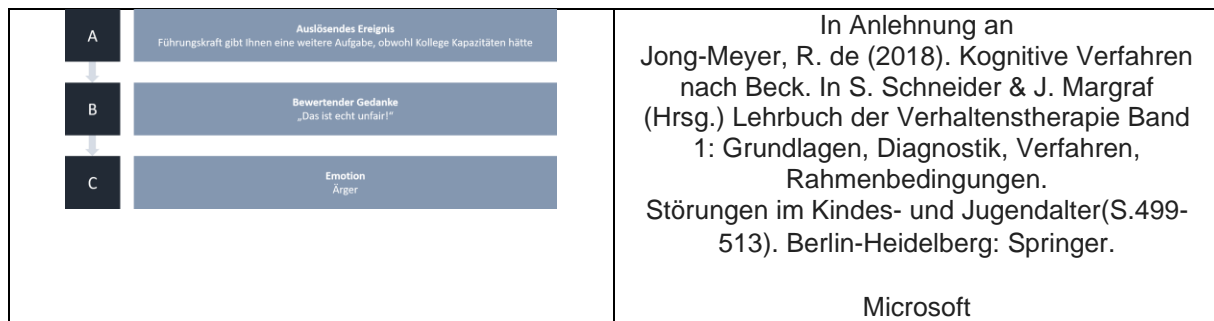 A
Auslösendes Ereignis
Führungskraft gibt Ihnen eine weitere Aufgabe, obwohl Kollege Kapazitäten hätte
B
Bewertender Gedanke
„Das ist echt unfair!“
C
Emotion
Ärger
In Anlehnung an
Jong-Meyer, R. de (2018). Kognitive Verfahren
nach Beck. In S. Schneider & J. Margraf
(Hrsg.) Lehrbuch der Verhaltenstherapie Band
1: Grundlagen, Diagnostik, Verfahren,
Rahmenbedingungen.
Störungen im Kindes- und Jugendalter(S.499-
513). Berlin-Heidelberg: Springer.
Microsoft